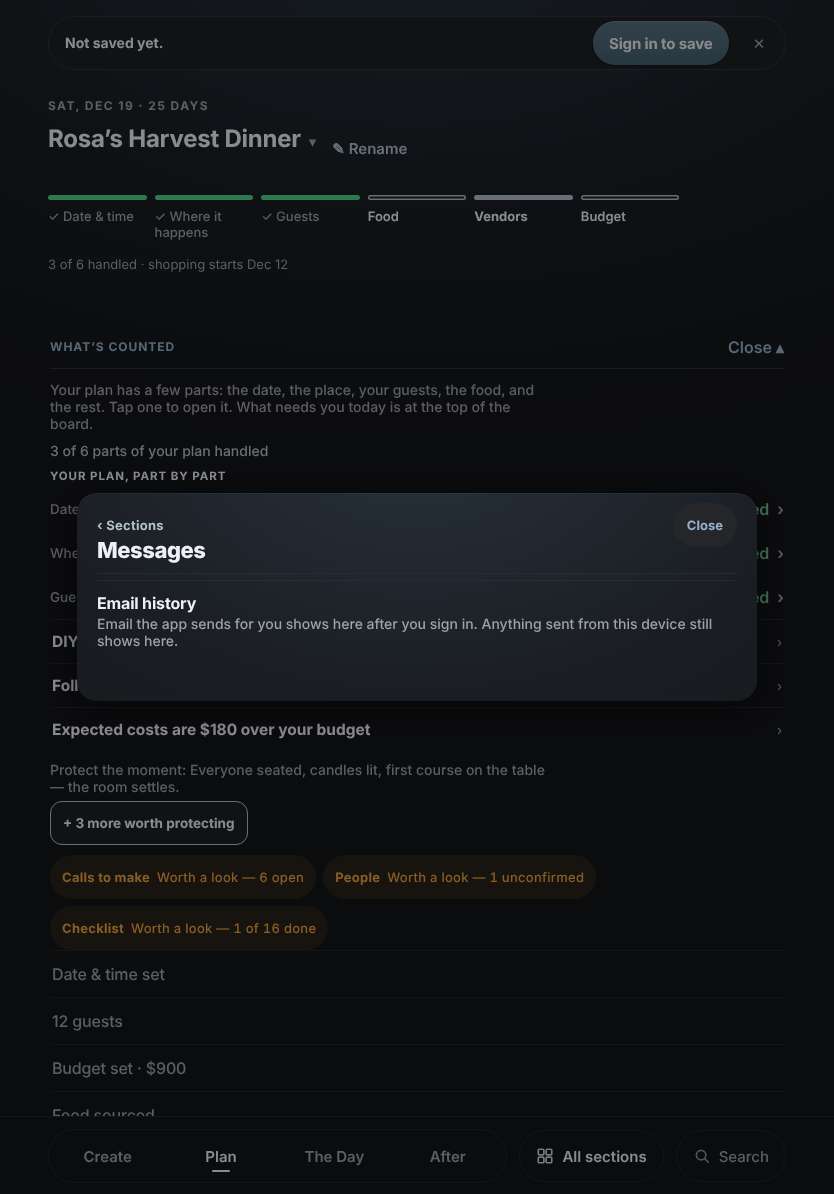 Not saved yet.
Sign in to save ×
SAT, DEC 19 · 25 DAYS
Rosa’s Harvest Dinner ▾ ✎ Rename
✓ Date & time
✓ Where it
happens
✓ Guests
Food
Vendors
Budget
3 of 6 handled · shopping starts Dec 12
WHAT’S COUNTED
Close ▴
Your plan has a few parts: the date, the place, your guests, the food, and
the rest. Tap one to open it. What needs you today is at the top of the
board.
3 of 6 parts of your plan handled
YOUR PLAN, PART BY PART
‹ Sections
Close
Messages
Email history
Email the app sends for you shows here after you sign in. Anything sent from this device still
shows here.
DIY
Expected costs are $180 over your budget ›
Protect the moment: Everyone seated, candles lit, first course on the table
— the room settles.
+ 3 more worth protecting
Calls to make Worth a look — 6 open
People Worth a look — 1 unconfirmed
Checklist Worth a look — 1 of 16 done
Date & time set
12 guests
Budget set · $900
Food sourced
Create
Plan
The Day
After
All sections
Search